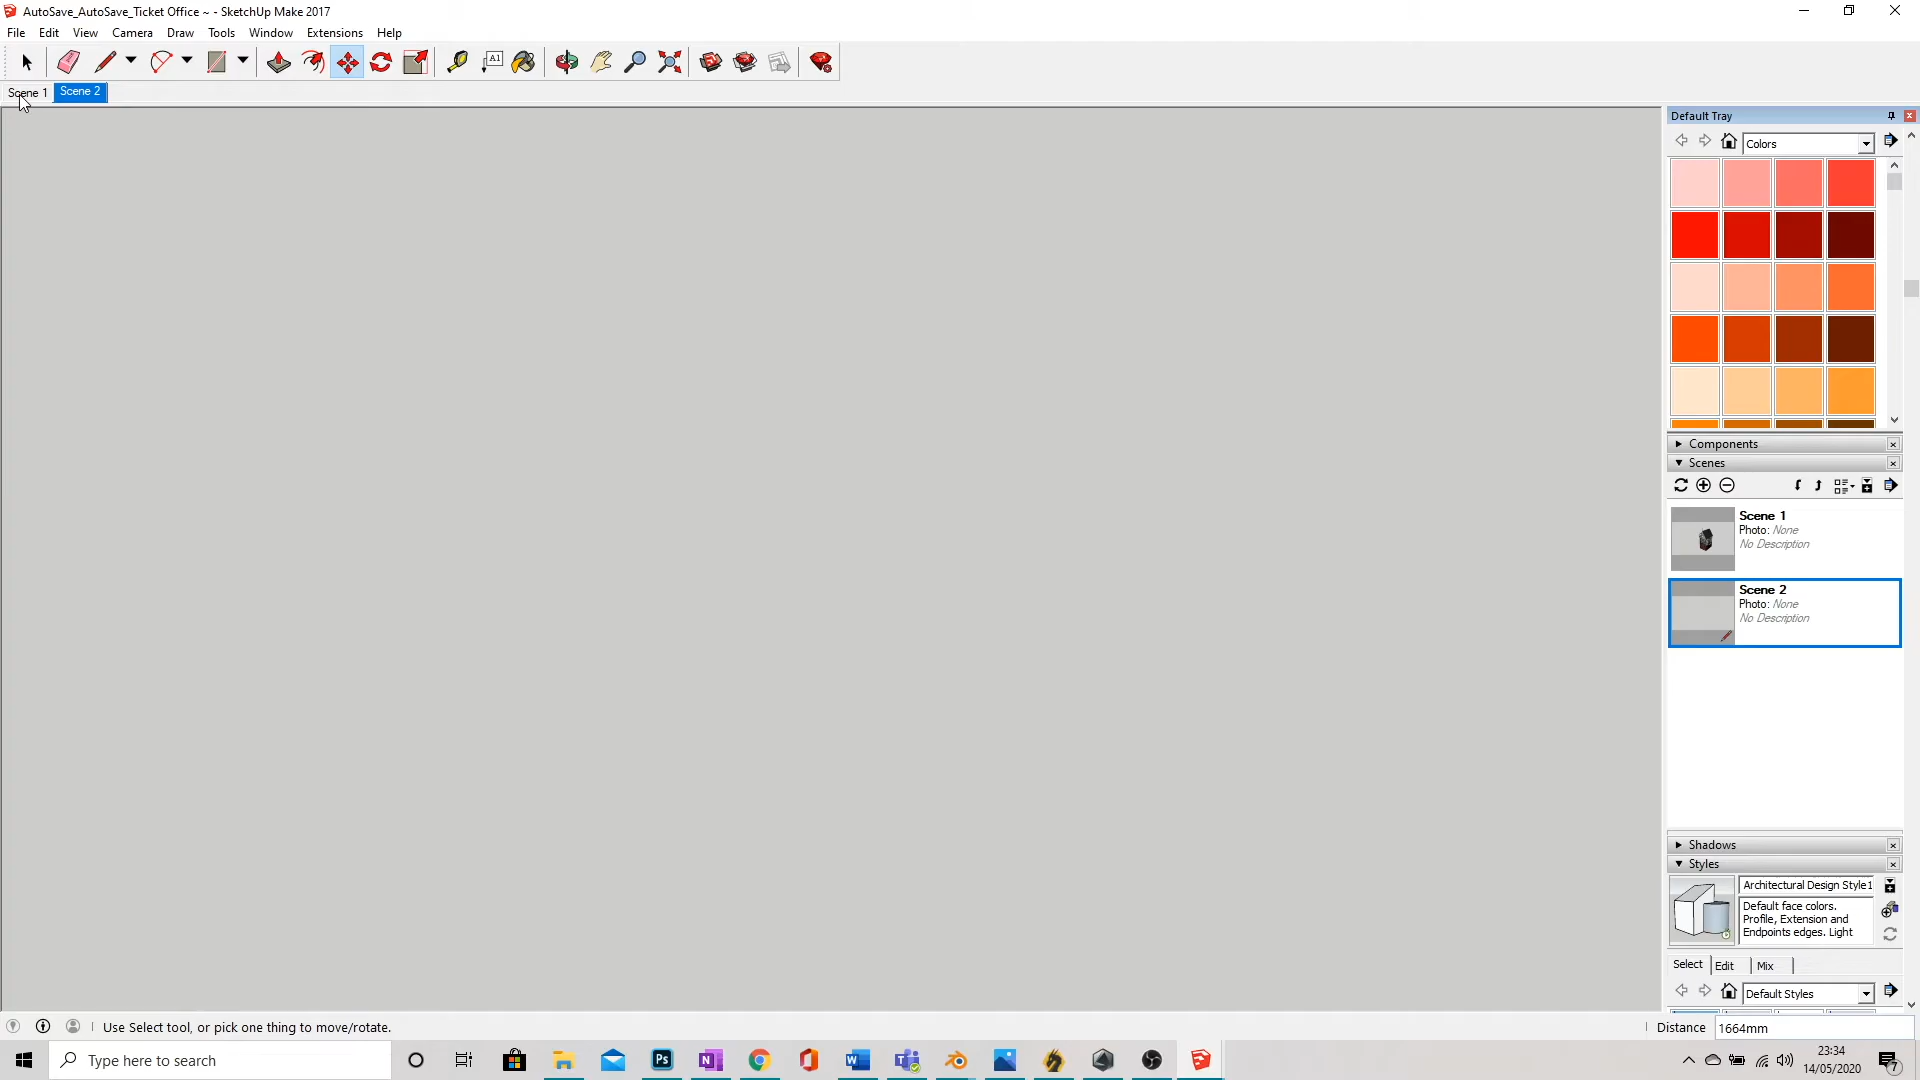 AutoSave_AutoSave_Ticket Office ~ - SketchUp Make 2017
File Edit View Camera Draw Tools Window Extensions Help
A1
Scene 1 Scene 2
Default Tray
Colors
Components
Scenes
Scene 1
Photo: None
No Description
Scene 2
Photo: None
No Description
Shadows
Styles
Architectural Design Style1
Default face colors.
Profile, Extension and
Endpoints edges. Light
Select Edit Mix
Default Styles
Use Select tool, or pick one thing to move/rotate.
Distance 1664mm
Type here to search
23:34
14/05/2020
7